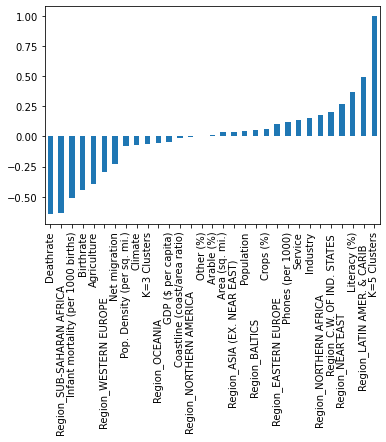 1.00
0.75
0.50
0.25
0.00
−0.25
−0.50
Deathrate
Region_SUB-SAHARAN AFRICA
Infant mortality (per 1000 births)
Birthrate
Agriculture
Region_WESTERN EUROPE
Net migration
Pop. Density (per sq. mi.)
Climate
K=3 Clusters
Region_OCEANIA
GDP ($ per capita)
Coastline (coast/area ratio)
Region_NORTHERN AMERICA
Other (%)
Arable (%)
Area (sq. mi.)
Region_ASIA (EX. NEAR EAST)
Population
Region_BALTICS
Crops (%)
Region_EASTERN EUROPE
Phones (per 1000)
Service
Industry
Region_NORTHERN AFRICA
Region_C.W. OF IND. STATES
Region_NEAR EAST
Literacy (%)
Region_LATIN AMER. & CARIB
K=5 Clusters